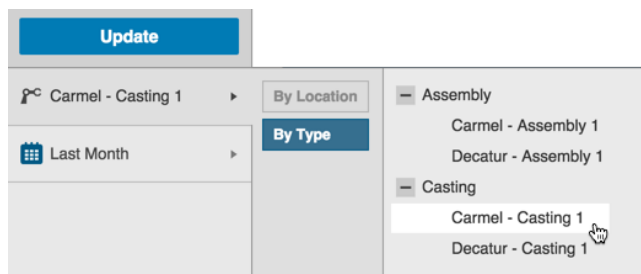 Update
Carmel - Casting 1
Last Month
By Location
By Type
Assembly
Carmel - Assembly 1
Decatur - Assembly 1
Casting
Carmel - Casting 1
Decatur - Casting 1